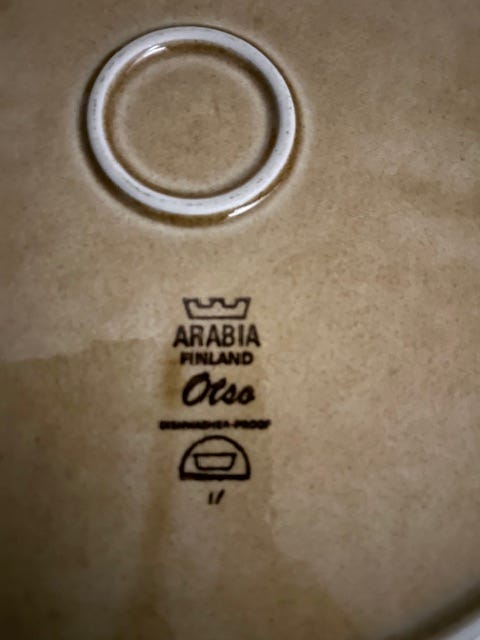 ARABIA
FINLAND
Otso
DISHWASHER-PROOF